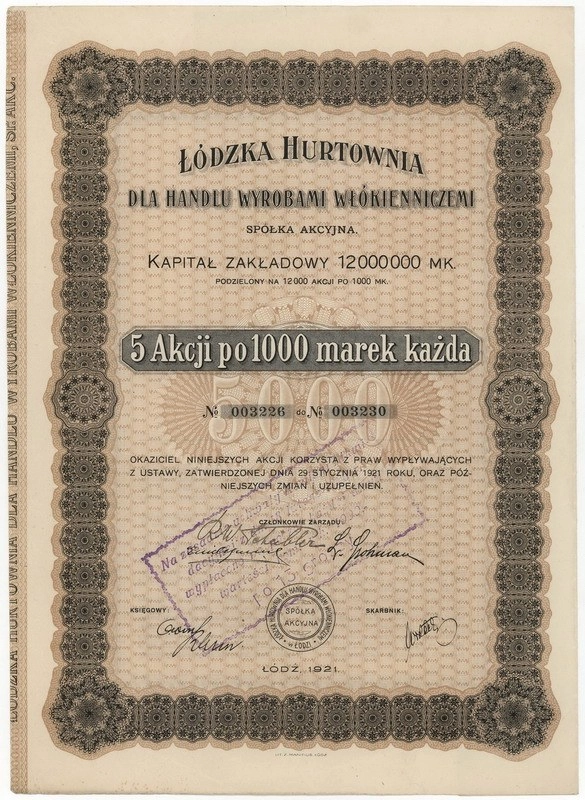 ŁÓDZKA HURTOWNIA
DLA HANDLU WYROBAMI WŁÓKIENNICZEMI
SPÓŁKA AKCYJNA.
KAPITAŁ ZAKŁADOWY 12000000 MK.
PODZIELONY NA 12000 AKCJI PO 1000 MK.
5 Akcji po 1000 marek każda
5000
№ 003226 do № 003230
OKAZICIEL NINIEJSZYCH AKCJI KORZYSTA Z PRAW WYPŁYWAJĄCYCH
Z USTAWY, ZATWIERDZONEJ DNIA 29 STYCZNIA 1921 ROKU, ORAZ PÓŹ-
NIEJSZYCH ZMIAN I UZUPEŁNIEŃ.
CZŁONKOWIE ZARZĄDU:
Na
KSIĘGOWY:
SKARBNIK:
SPÓŁKA
AKCYJNA
W ŁODZI
ŁÓDŹ, 1921.
ŁÓDZKA HURTOWNIA DLA HANDLU WYROBAMI WŁÓKIENNICZEMI, SP. AKC.